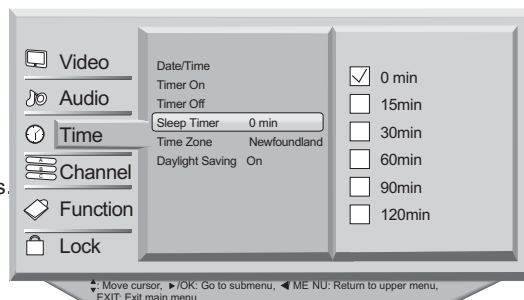 Video
Audio
Time
Channel
Function
Lock
Date/Time
Timer On
Timer Off
Sleep Timer 0 min
Time Zone Newfoundland
Daylight Saving On
0 min
15min
30min
60min
90min
120min
s.
: Move cursor, ▶/OK: Go to submenu, ◀ ME NU: Return to upper menu,
EXIT: Exit main menu